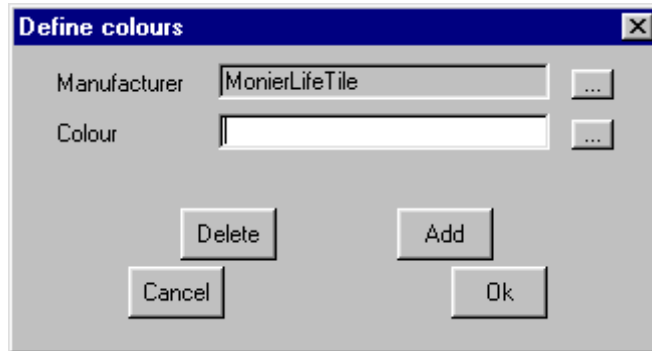 Define colours
Manufacturer MonierLifeTile ...
Colour ...
Delete Add
Cancel Ok